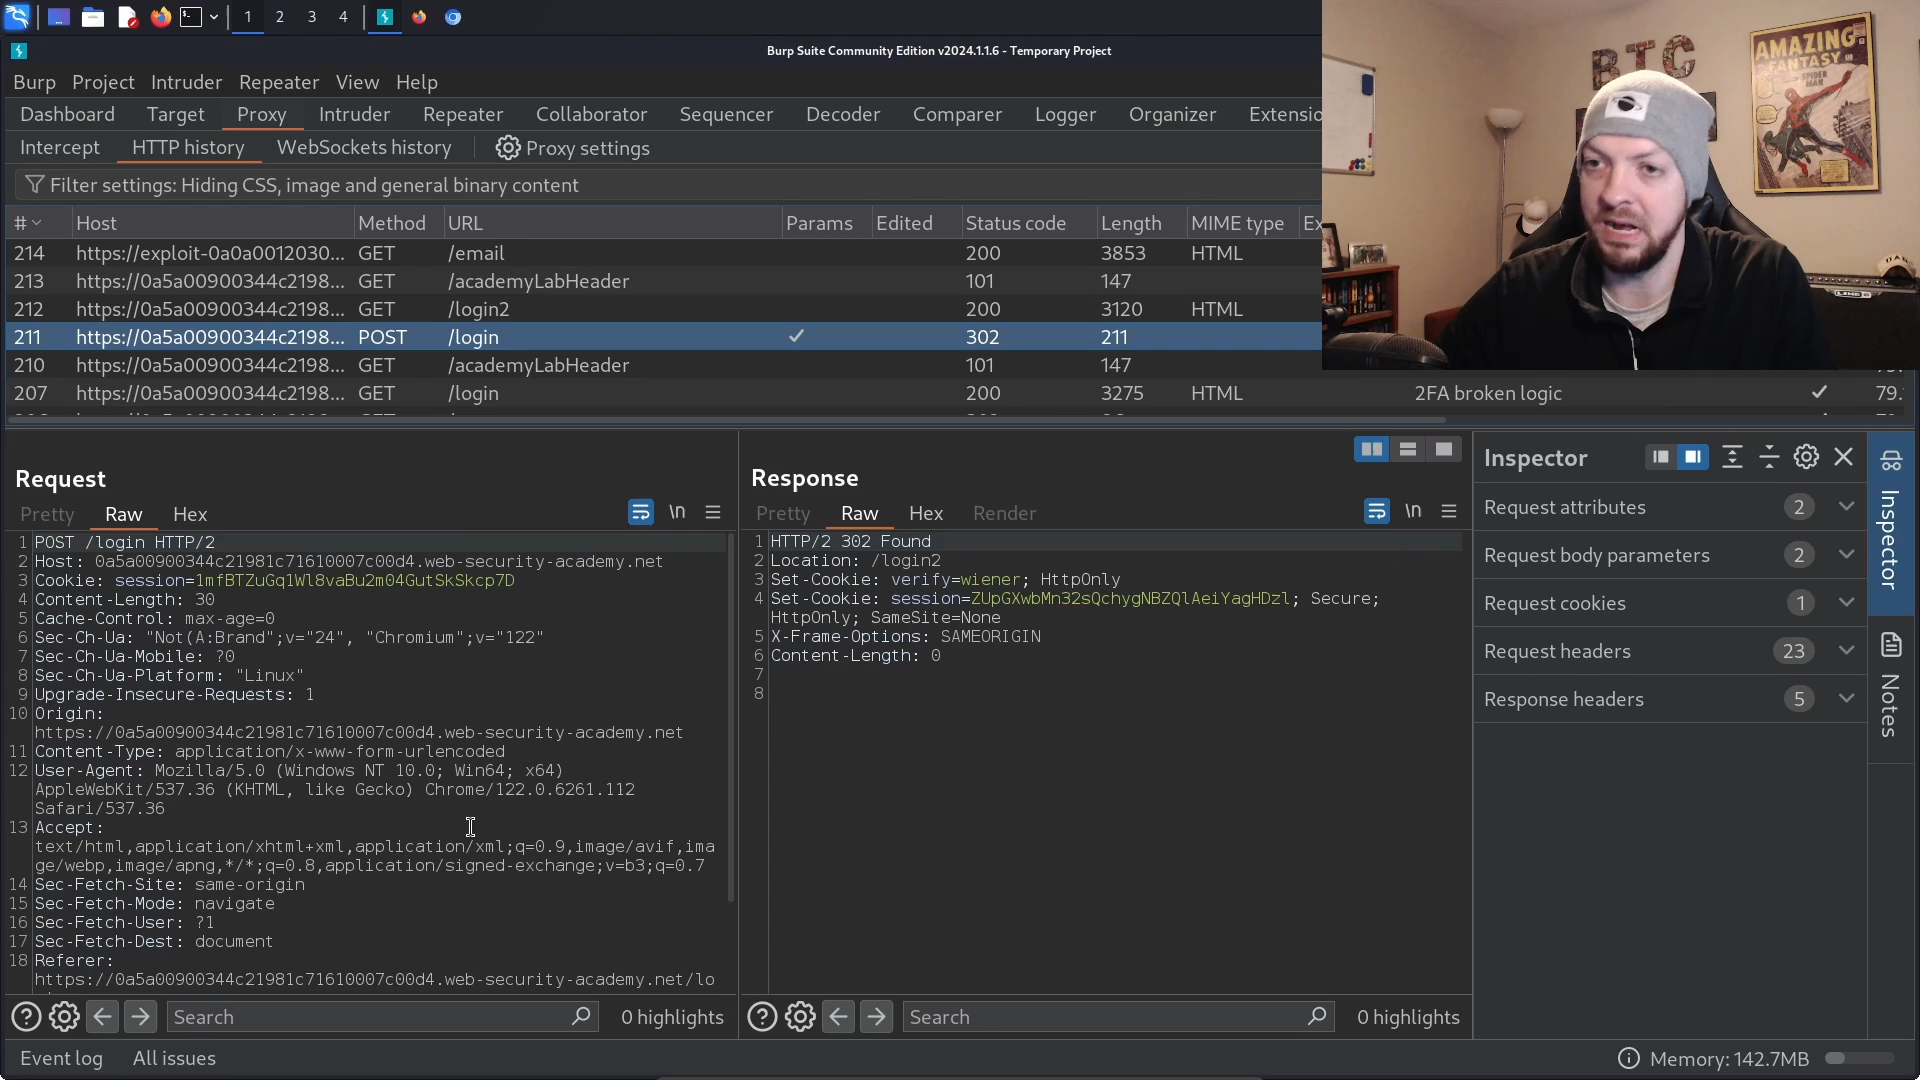 1 2 3 4
Burp Suite Community Edition v2024.1.1.6 - Temporary Project
Burp Project Intruder Repeater View Help
Dashboard Target Proxy Intruder Repeater Collaborator Sequencer Decoder Comparer Logger Organizer Extensio
Intercept HTTP history WebSockets history Proxy settings
Filter settings: Hiding CSS, image and general binary content
# Host Method URL Params Edited Status code Length MIME type Ex
214 https://exploit-0a0a0012030... GET /email 200 3853 HTML
213 https://0a5a00900344c2198... GET /academyLabHeader 101 147
212 https://0a5a00900344c2198... GET /login2 200 3120 HTML
211 https://0a5a00900344c2198... POST /login 302 211
210 https://0a5a00900344c2198... GET /academyLabHeader 101 147
207 https://0a5a00900344c2198... GET /login 200 3275 HTML 2FA broken logic 79.
BTC
AMAZING
FANTASY
LINE 6
Request
Pretty Raw Hex \n
1 POST /login HTTP/2
2 Host: 0a5a00900344c21981c71610007c00d4.web-security-academy.net
3 Cookie: session=1mfBTZuGq1Wl8vaBu2m04GutSkSkcp7D
4 Content-Length: 30
5 Cache-Control: max-age=0
6 Sec-Ch-Ua: "Not(A:Brand";v="24", "Chromium";v="122"
7 Sec-Ch-Ua-Mobile: ?0
8 Sec-Ch-Ua-Platform: "Linux"
9 Upgrade-Insecure-Requests: 1
10 Origin:
https://0a5a00900344c21981c71610007c00d4.web-security-academy.net
11 Content-Type: application/x-www-form-urlencoded
12 User-Agent: Mozilla/5.0 (Windows NT 10.0; Win64; x64)
AppleWebKit/537.36 (KHTML, like Gecko) Chrome/122.0.6261.112
Safari/537.36
13 Accept:
text/html,application/xhtml+xml,application/xml;q=0.9,image/avif,ima
ge/webp,image/apng,*/*;q=0.8,application/signed-exchange;v=b3;q=0.7
14 Sec-Fetch-Site: same-origin
15 Sec-Fetch-Mode: navigate
16 Sec-Fetch-User: ?1
17 Sec-Fetch-Dest: document
18 Referer:
https://0a5a00900344c21981c71610007c00d4.web-security-academy.net/lo
Search 0 highlights
Response
Pretty Raw Hex Render \n
1 HTTP/2 302 Found
2 Location: /login2
3 Set-Cookie: verify=wiener; HttpOnly
4 Set-Cookie: session=ZUpGXwbMn32sQchygNBZQlAeiYagHDzl; Secure;
HttpOnly; SameSite=None
5 X-Frame-Options: SAMEORIGIN
6 Content-Length: 0
7
8
Search 0 highlights
Inspector
Request attributes 2
Request body parameters 2
Request cookies 1
Request headers 23
Response headers 5
Inspector
Notes
Event log All issues
Memory: 142.7MB